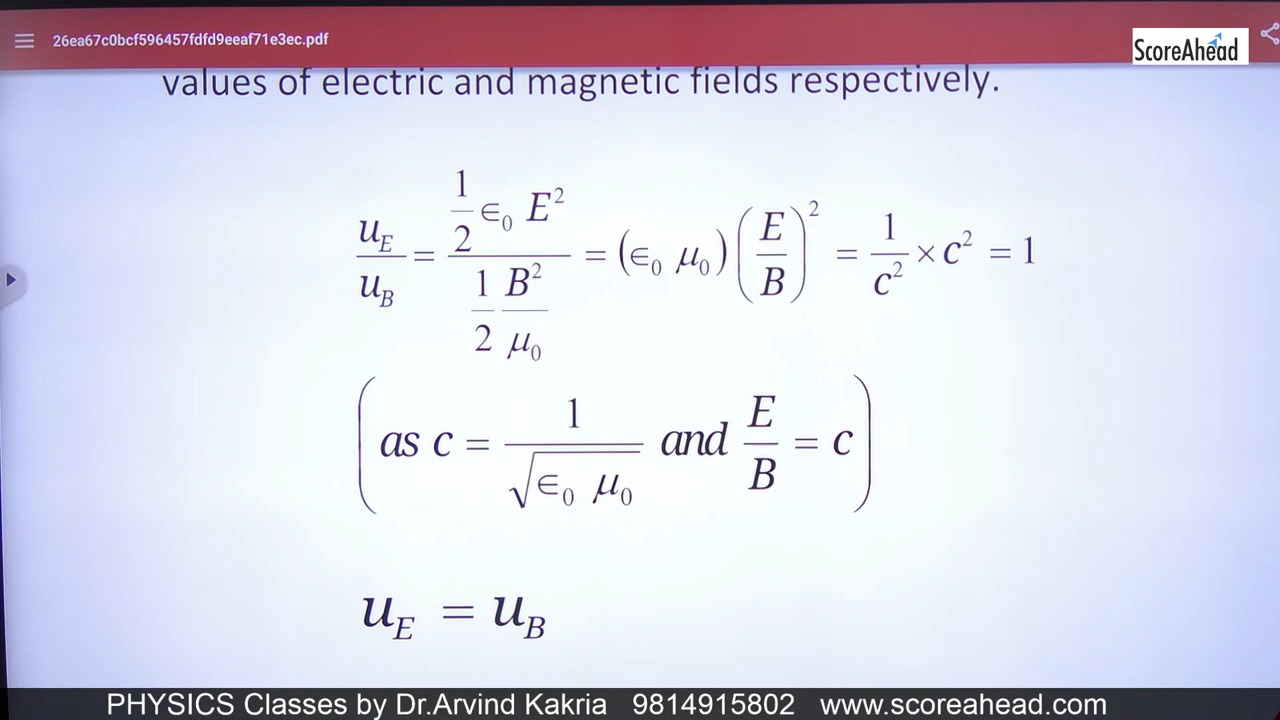 26ea67c0bcf596457fdfd9eeaf71e3ec.pdf
ScoreAhead
values of electric and magnetic fields respectively.
u_E / u_B = (1/2 ∈₀ E²) / (1/2 B²/μ₀) = (∈₀ μ₀) (E/B)² = 1/c² × c² = 1
(as c = 1/√(∈₀ μ₀) and E/B = c)
u_E = u_B
PHYSICS Classes by Dr.Arvind Kakria 9814915802 www.scoreahead.com